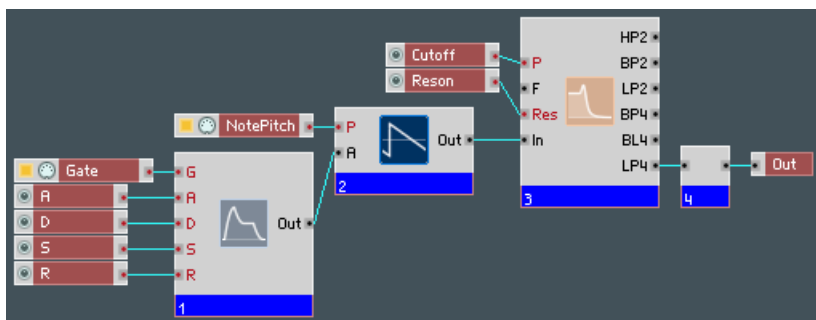 HP2
Cutoff
P
BP2
Reson
F
LP2
Res
BP4
In
BL4
LP4
3
NotePitch
P
A
Out
2
Gate
G
A
A
D
D
S
S
R
R
Out
1
4
Out